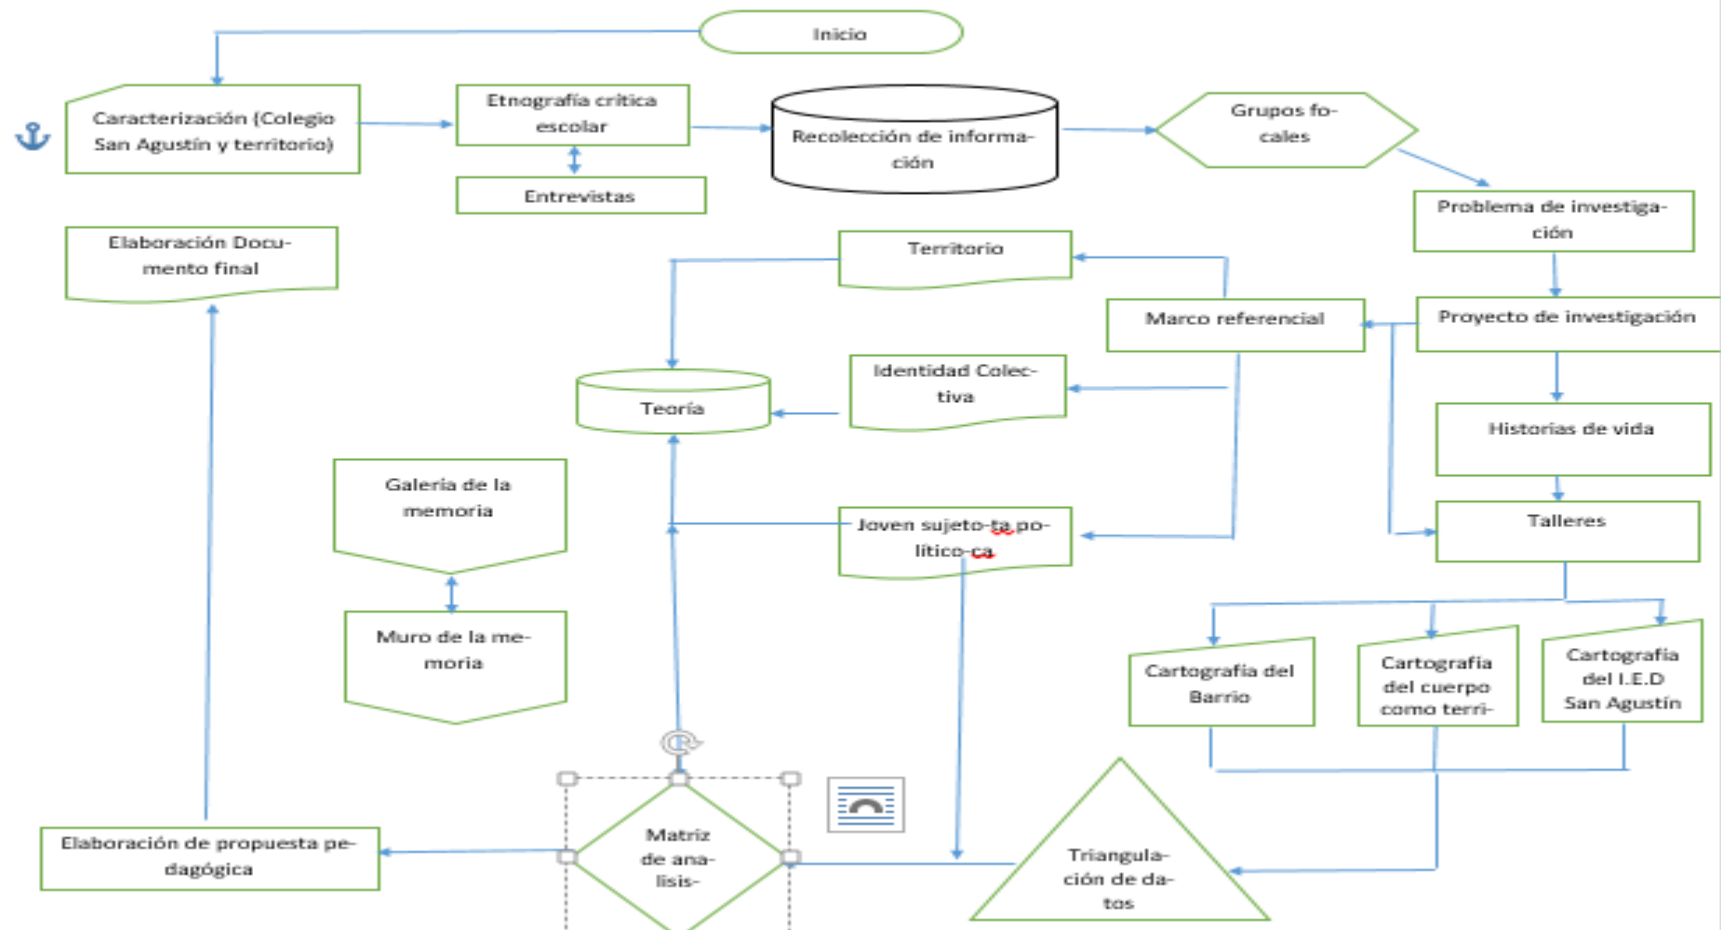 Inicio
Caracterización (Colegio
San Agustín y territorio)
Etnografía crítica
escolar
Entrevistas
Recolección de informa-
ción
Grupos fo-
cales
Problema de investiga-
ción
Elaboración Docu-
mento final
Territorio
Marco referencial
Proyecto de investigación
Identidad Colec-
tiva
Teoría
Historias de vida
Galería de la
memoria
Joven sujeto-ta po-
lítico-ca
Talleres
Muro de la me-
moria
Cartografía del
Barrio
Cartografía
del cuerpo
como terri-
Cartografía
del I.E.D
San Agustín
Elaboración de propuesta pe-
dagógica
Matriz
de aná-
lisis-
Triangula-
ción de da-
tos